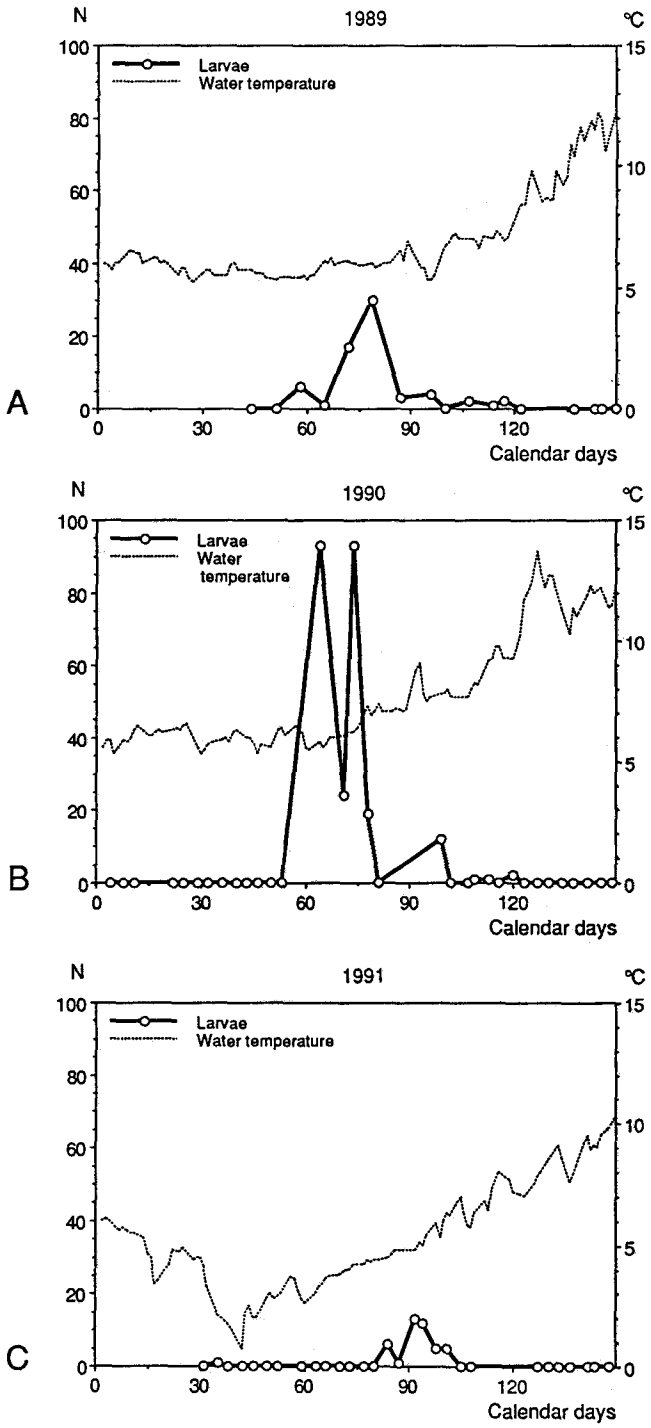 N 1989 °C
100 15
Larvae
Water temperature
80
10
60
40
5
20
A
0 0
0 30 60 90 120
Calendar days
N 1990 °C
100 15
Larvae
Water
temperature
80
10
60
40
5
20
B
0 0
0 30 60 90 120
Calendar days
N 1991 °C
100 15
Larvae
Water temperature
80
10
60
40
5
20
C
0 0
0 30 60 90 120
Calendar days